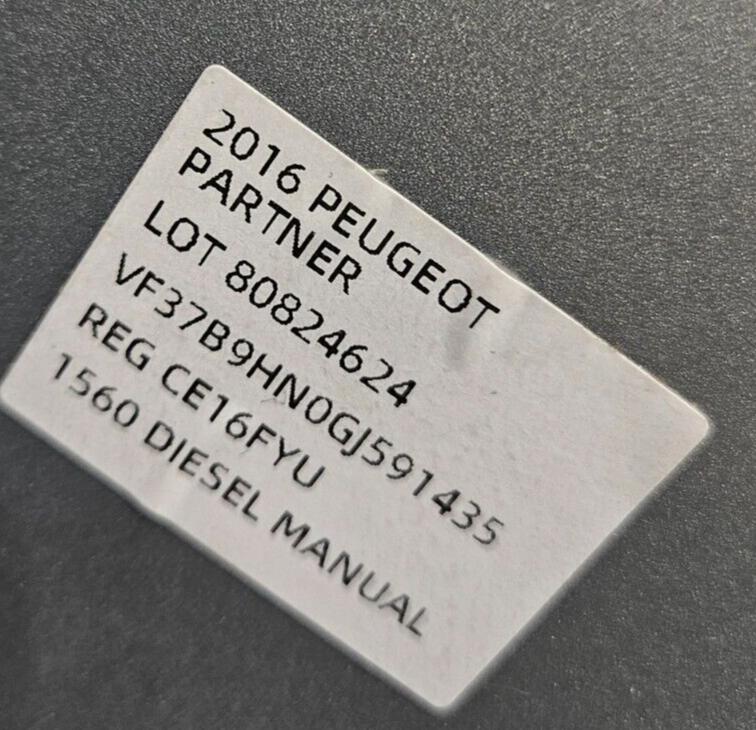 2016 PEUGEOT
PARTNER
LOT 80824624
VF37B9HN0GJ591435
REG CE16FYU
1560 DIESEL MANUAL